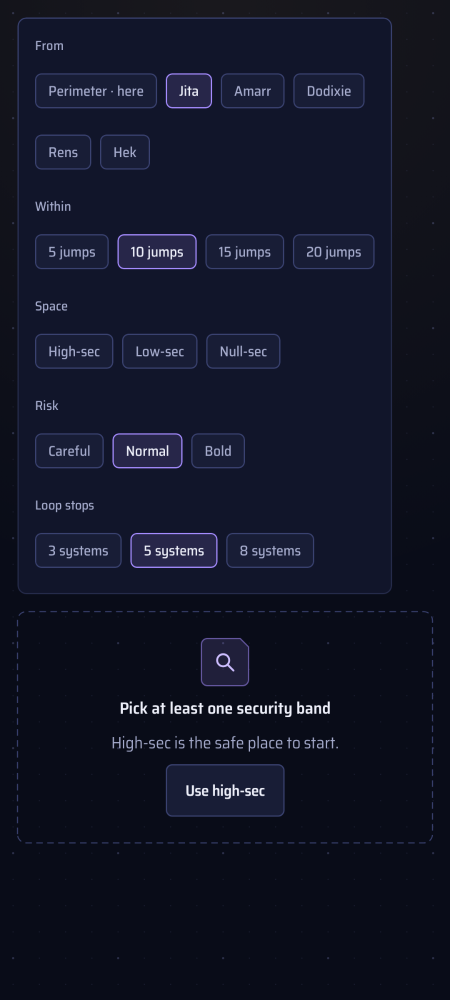 From
Perimeter · here Jita Amarr Dodixie
Rens Hek
Within
5 jumps 10 jumps 15 jumps 20 jumps
Space
High-sec Low-sec Null-sec
Risk
Careful Normal Bold
Loop stops
3 systems 5 systems 8 systems
Pick at least one security band
High-sec is the safe place to start.
Use high-sec